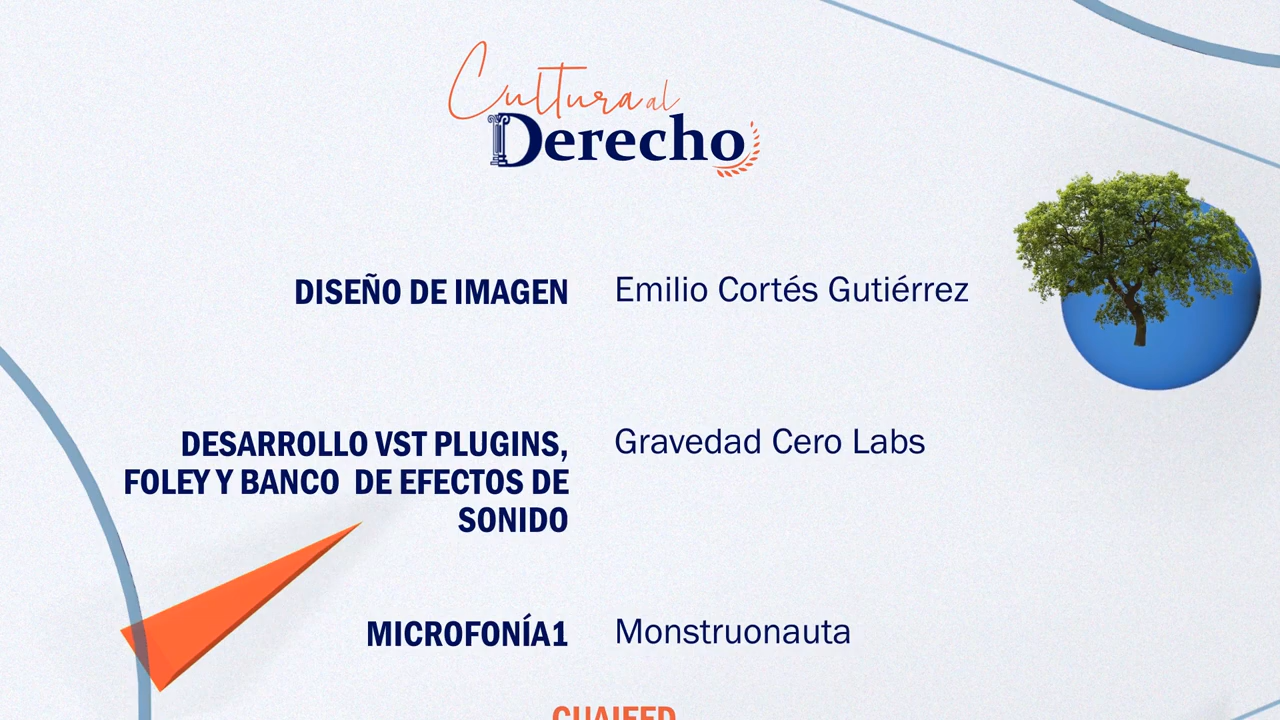 Cultura al
Derecho
DISEÑO DE IMAGEN Emilio Cortés Gutiérrez
DESARROLLO VST PLUGINS, Gravedad Cero Labs
FOLEY Y BANCO DE EFECTOS DE
SONIDO
MICROFONÍA1 Monstruonauta
CUAIEED